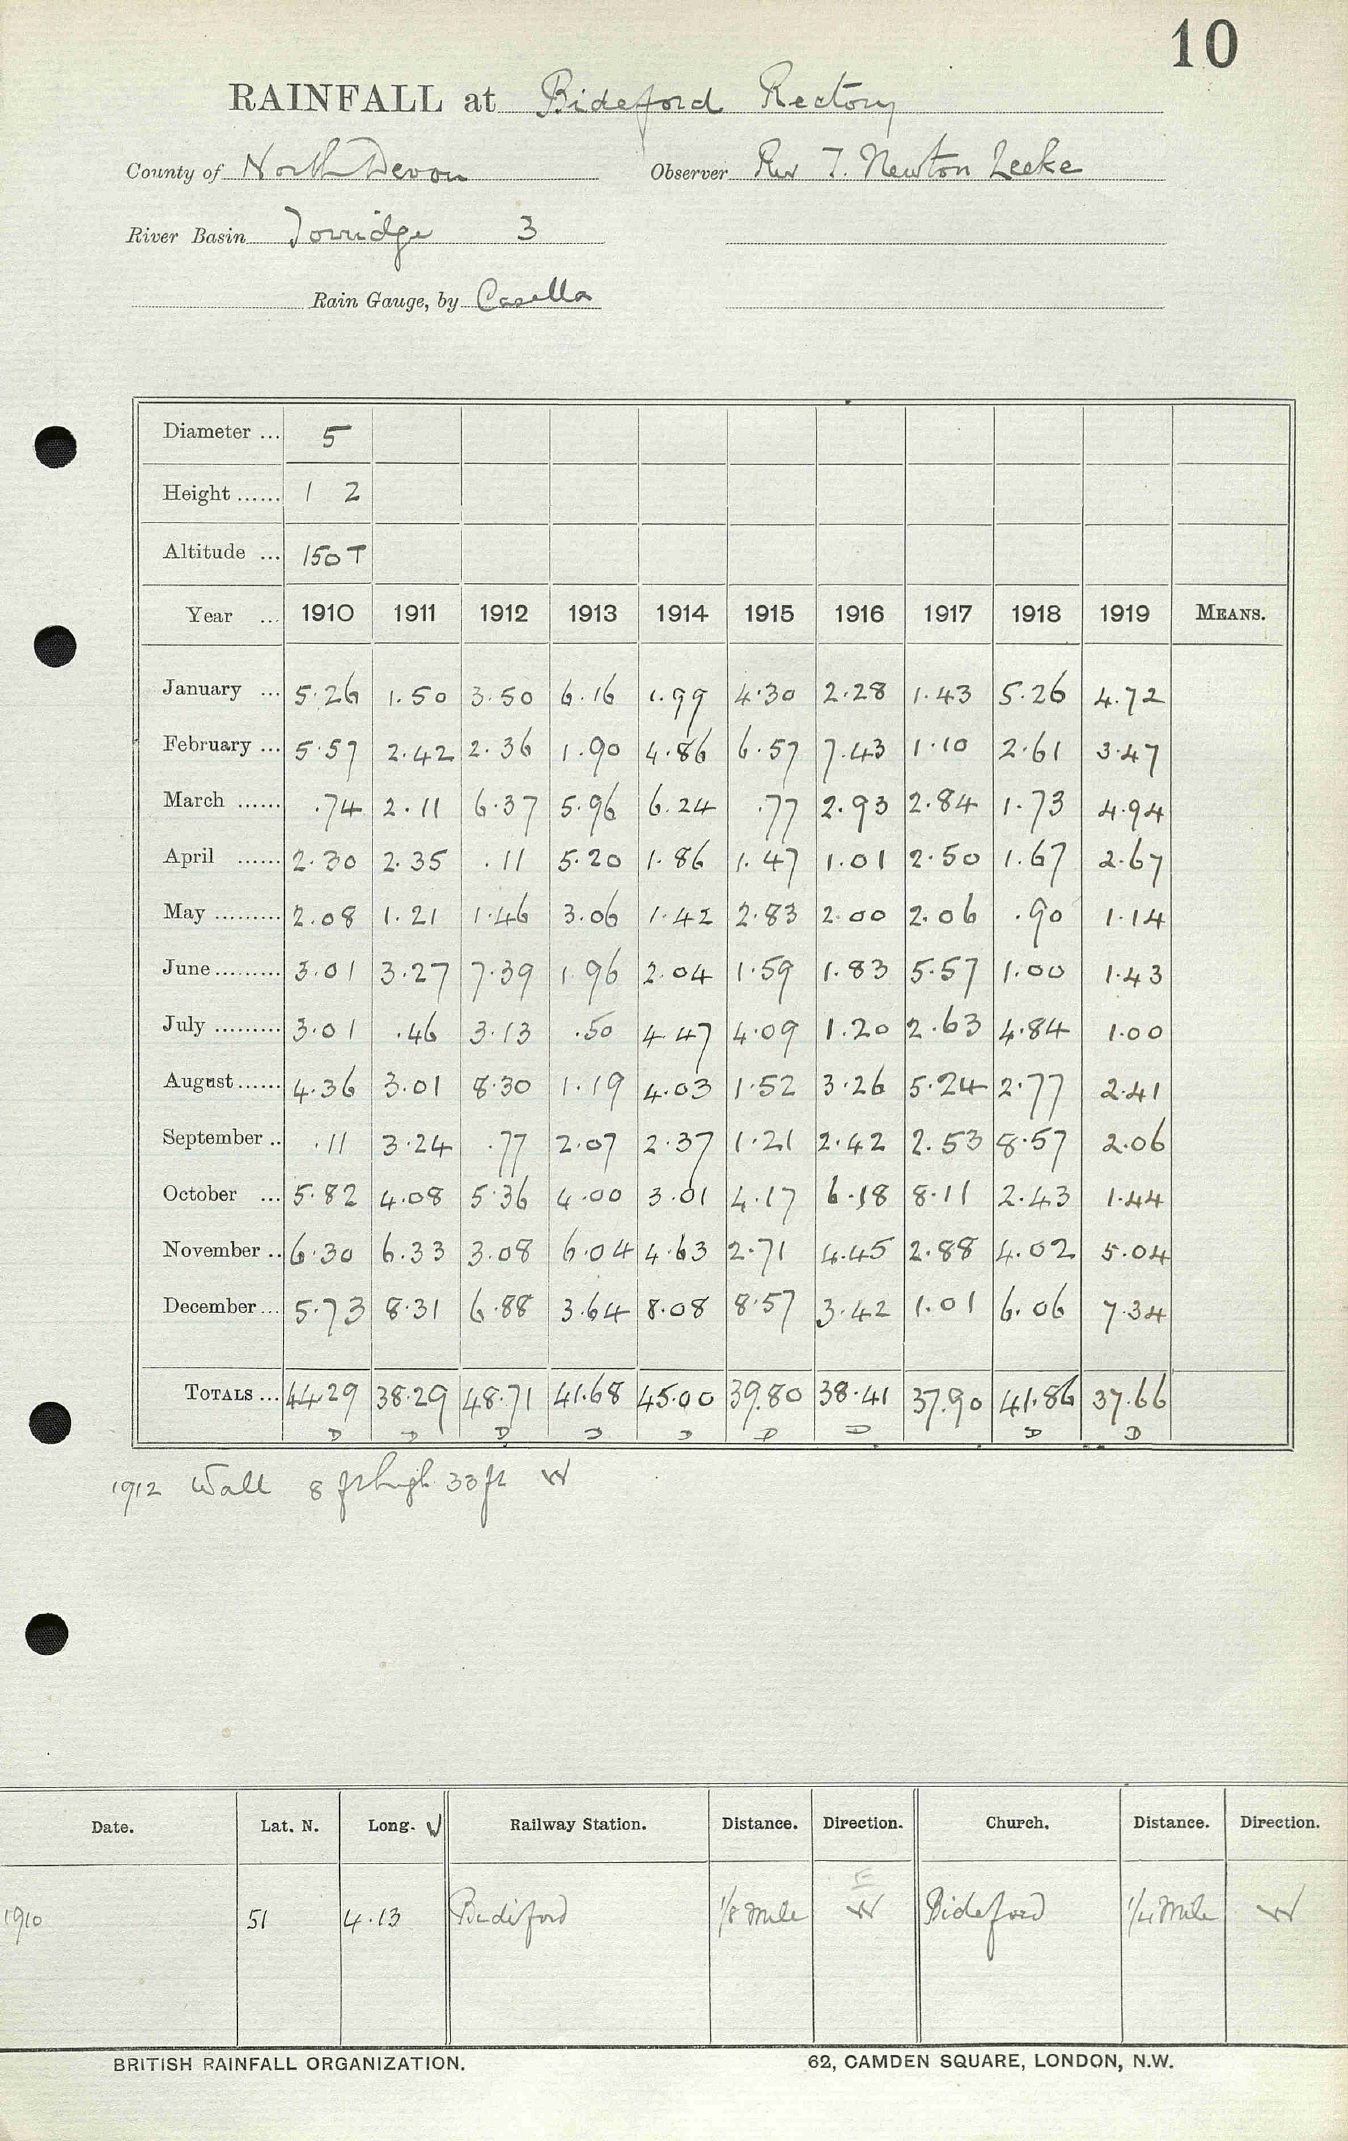 10
RAINFALL at Bideford Rectory
County of North Devon Observer Rev T. Newton Leeke
River Basin Torridge 3
Rain Gauge, by Casella
Diameter ... 5
Height ...... 1 2
Altitude ... 150 T
Year ... 1910 1911 1912 1913 1914 1915 1916 1917 1918 1919 MEANS.
January ... 5.26 1.50 3.50 6.16 1.99 4.30 2.28 1.43 5.26 4.72
February ... 5.57 2.42 2.36 1.90 4.86 6.57 7.43 1.10 2.61 3.47
March ...... .74 2.11 6.37 5.96 6.24 .77 2.93 2.84 1.73 4.94
April ...... 2.30 2.35 .11 5.20 1.86 1.47 1.01 2.50 1.67 2.67
May ......... 2.08 1.21 1.46 3.06 1.42 2.83 2.00 2.06 .90 1.14
June ......... 3.01 3.27 7.39 1.96 2.04 1.59 1.83 5.57 1.00 1.43
July ......... 3.01 .46 3.13 .50 4.47 4.09 1.20 2.63 4.84 1.00
August ...... 4.36 3.01 8.30 1.19 4.03 1.52 3.26 5.24 2.77 2.41
September .. .11 3.24 .77 2.07 2.37 1.21 2.42 2.53 8.57 2.06
October ... 5.82 4.08 5.36 4.00 3.01 4.17 6.18 8.11 2.43 1.44
November .. 6.30 6.33 3.08 6.04 4.63 2.71 4.45 2.88 4.02 5.04
December ... 5.73 8.31 6.88 3.64 8.08 8.57 3.42 1.01 6.06 7.34
TOTALS ... 44.29 38.29 48.71 41.68 45.00 39.80 38.41 37.90 41.86 37.66
D D D D D D D D D
1912 Wall 8 ft high 33 ft W
Date. Lat. N. Long. W Railway Station. Distance. Direction. Church. Distance. Direction.
E
1910 51 4.13 Bideford 1/8 Mile W Bideford 1/4 Mile W
BRITISH RAINFALL ORGANIZATION. 62, CAMDEN SQUARE, LONDON, N.W.